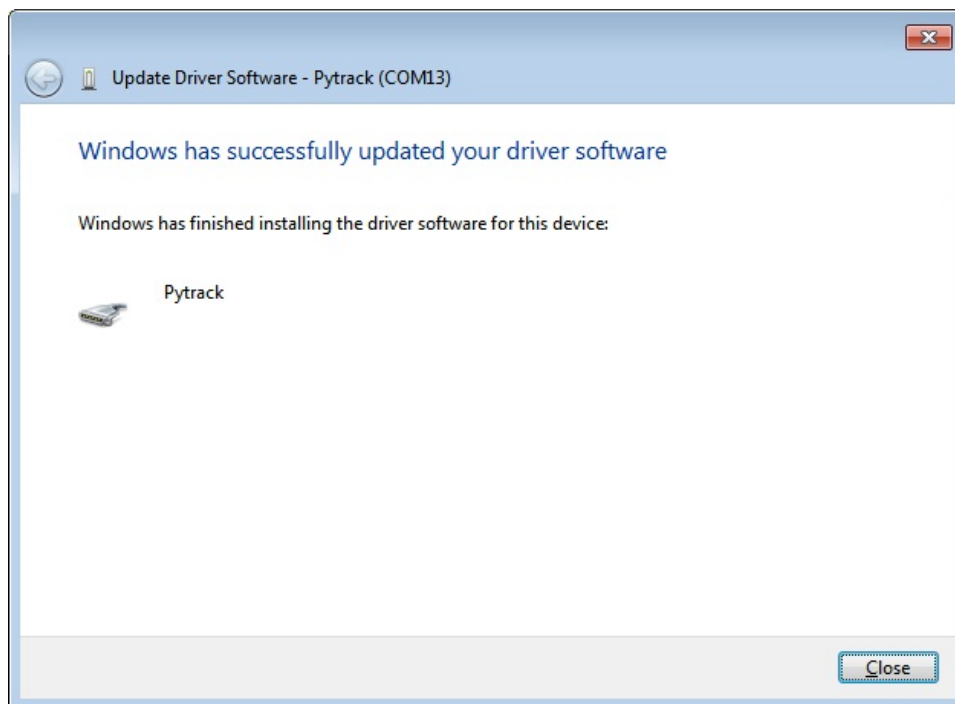 Update Driver Software - Pytrack (COM13)
Windows has successfully updated your driver software
Windows has finished installing the driver software for this device:
Pytrack
Close